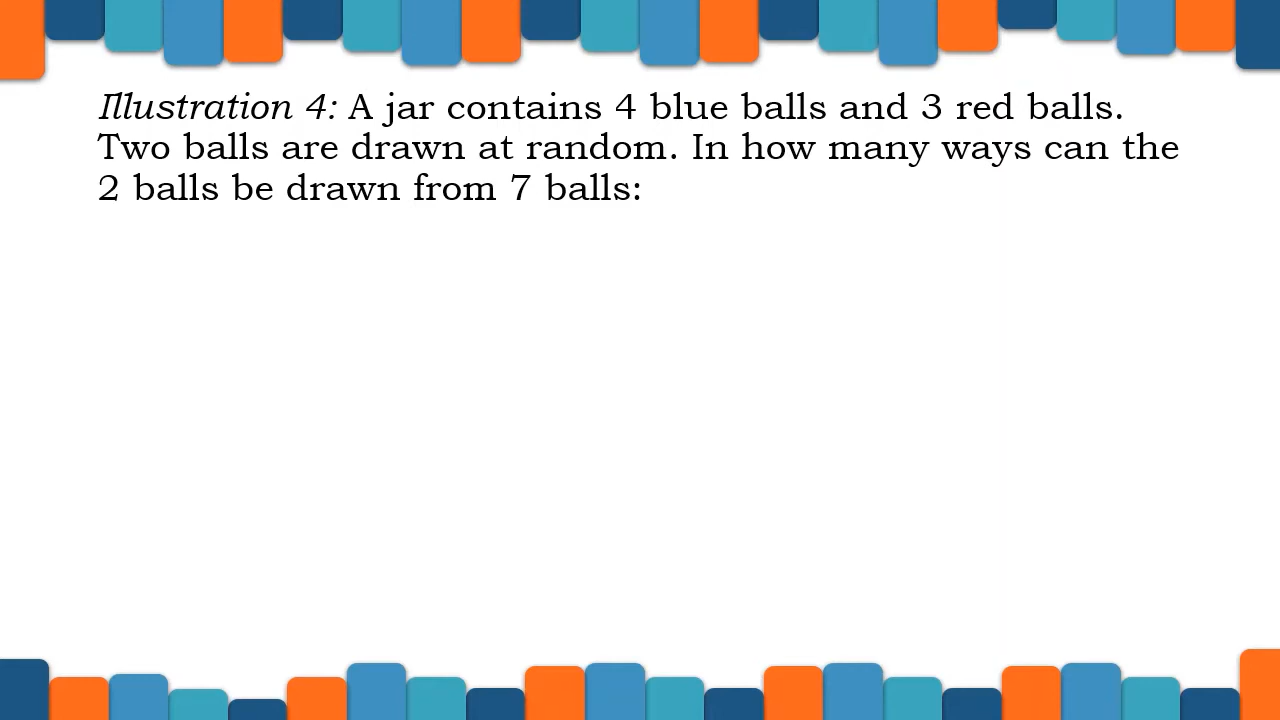 Illustration 4: A jar contains 4 blue balls and 3 red balls.
Two balls are drawn at random. In how many ways can the
2 balls be drawn from 7 balls: